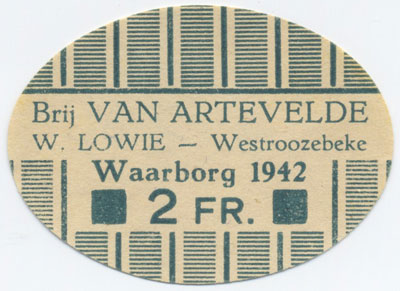 Brij VAN ARTEVELDE
W. LOWIE — Westroozebeke
Waarborg 1942
2 FR.